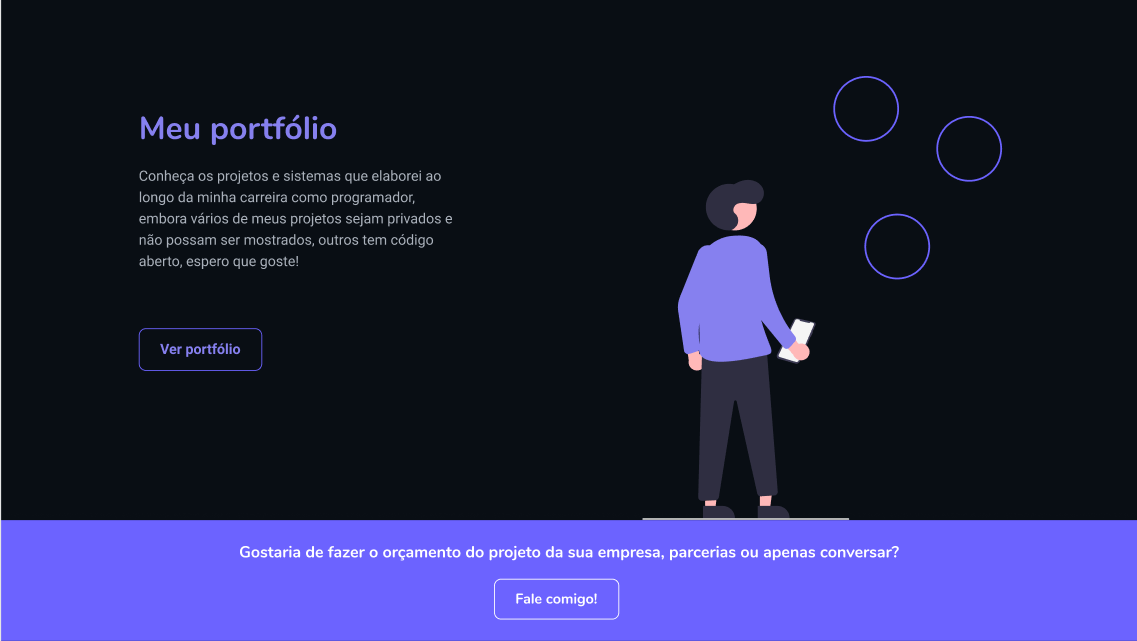 Meu portfólio
Conheça os projetos e sistemas que elaborei ao
longo da minha carreira como programador,
embora vários de meus projetos sejam privados e
não possam ser mostrados, outros tem código
aberto, espero que goste!
Ver portfólio
Gostaria de fazer o orçamento do projeto da sua empresa, parcerias ou apenas conversar?
Fale comigo!